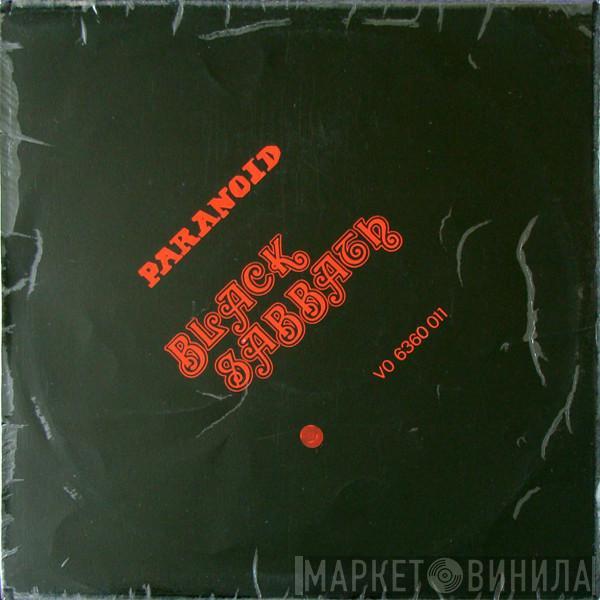 PARANOID
BLACK
SABBATH
VO 6360 011
МАРКЕТ ВИНИЛА